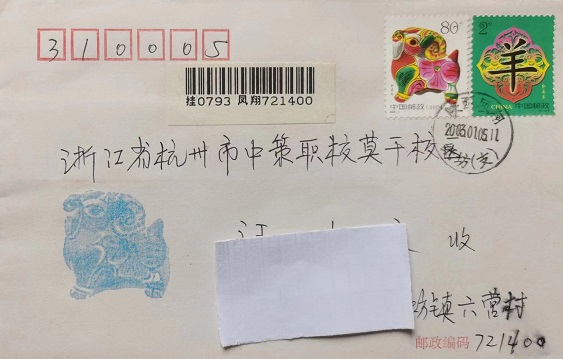 310005
80分
中国邮政
2元
羊
CHINA 中国邮政
挂0793 凤翔721400
2003.01.05.11
浙江省杭州市中策职校莫干校区
江
收
坊镇六营村
邮政编码 721400